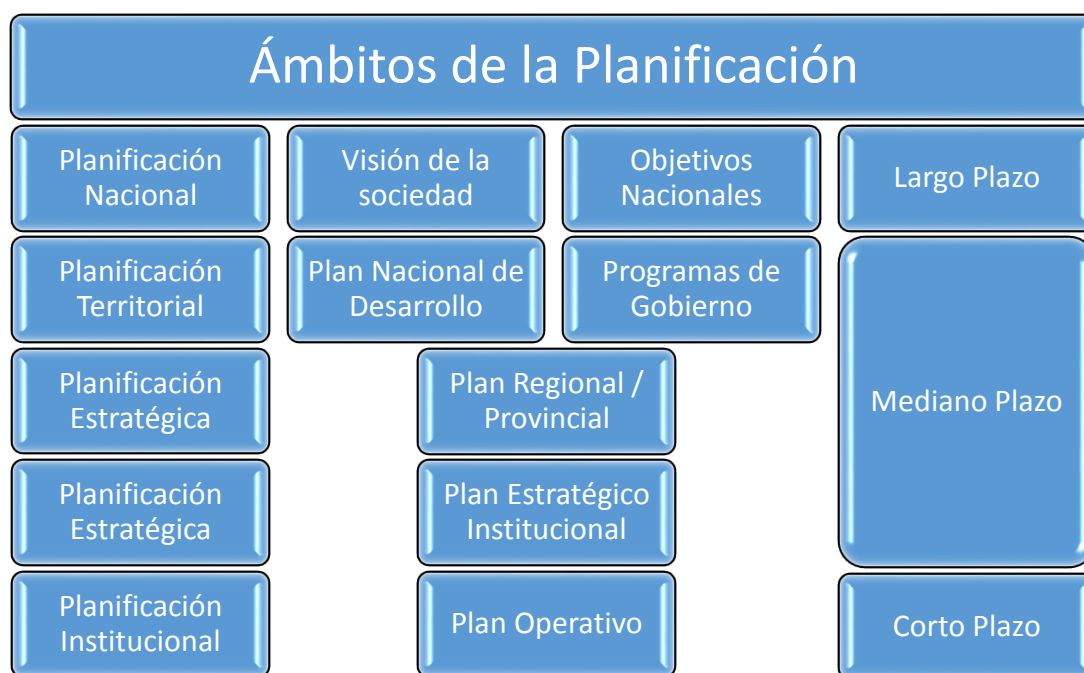 Ámbitos de la Planificación
Planificación
Nacional
Visión de la
sociedad
Objetivos
Nacionales
Largo Plazo
Planificación
Territorial
Plan Nacional de
Desarrollo
Programas de
Gobierno
Mediano Plazo
Planificación
Estratégica
Plan Regional /
Provincial
Planificación
Estratégica
Plan Estratégico
Institucional
Planificación
Institucional
Plan Operativo
Corto Plazo